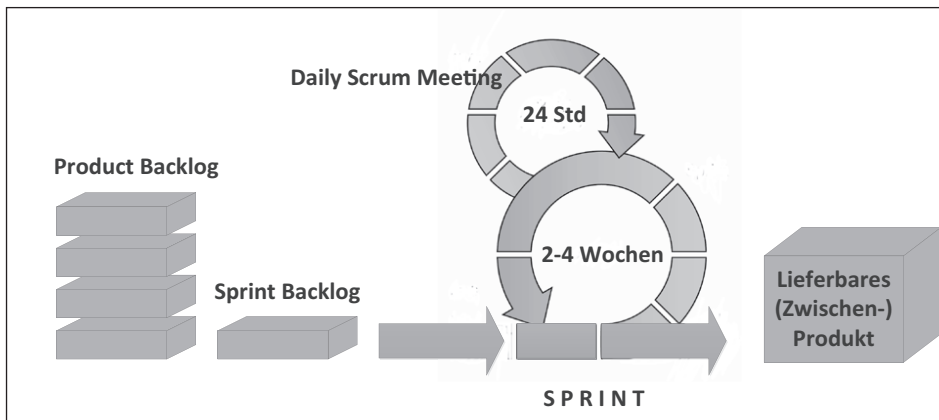 Daily Scrum Meeting
24 Std
Product Backlog
2-4 Wochen
Sprint Backlog
Lieferbares
(Zwischen-)
Produkt
SPRINT